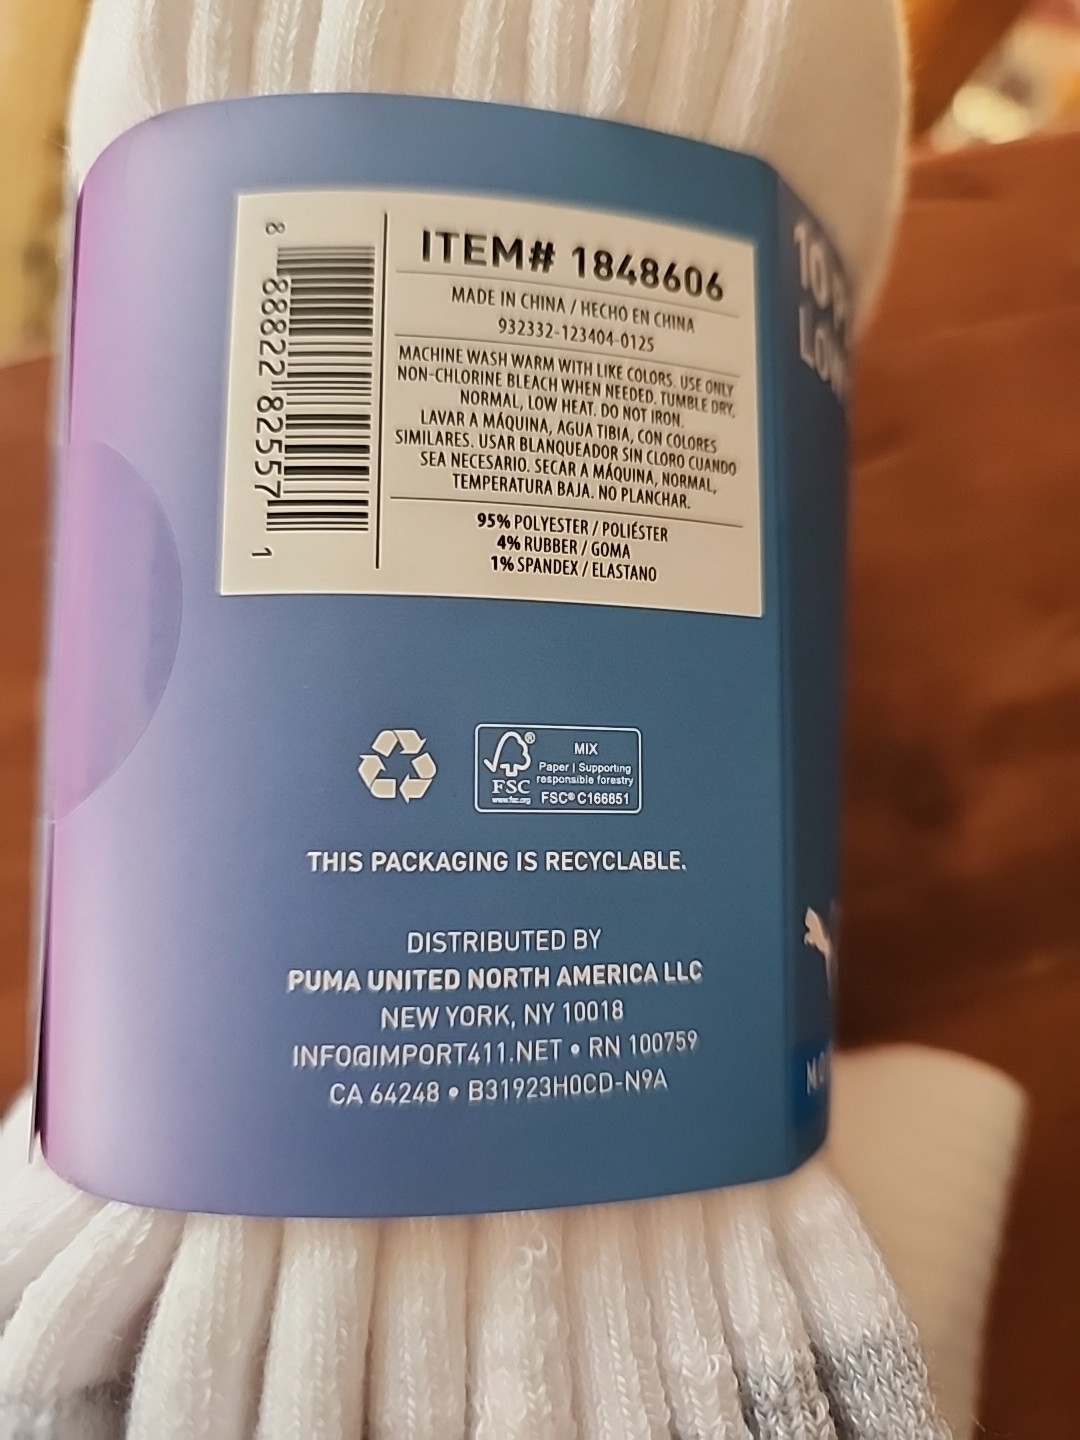 ITEM# 1848606
MADE IN CHINA / HECHO EN CHINA
932332-123404-0125
MACHINE WASH WARM WITH LIKE COLORS. USE ONLY
NON-CHLORINE BLEACH WHEN NEEDED. TUMBLE DRY,
NORMAL, LOW HEAT. DO NOT IRON.
LAVAR A MÁQUINA, AGUA TIBIA, CON COLORES
SIMILARES. USAR BLANQUEADOR SIN CLORO CUANDO
SEA NECESARIO. SECAR A MÁQUINA, NORMAL,
TEMPERATURA BAJA. NO PLANCHAR.
95% POLYESTER / POLIÉSTER
4% RUBBER / GOMA
1% SPANDEX / ELASTANO
8 88822 82557 1
10
MIX
Paper | Supporting
responsible forestry
FSC® C166851
FSC
www.fsc.org
THIS PACKAGING IS RECYCLABLE.
DISTRIBUTED BY
PUMA UNITED NORTH AMERICA LLC
NEW YORK, NY 10018
INFO@IMPORT411.NET • RN 100759
CA 64248 • B31923H0CD-N9A